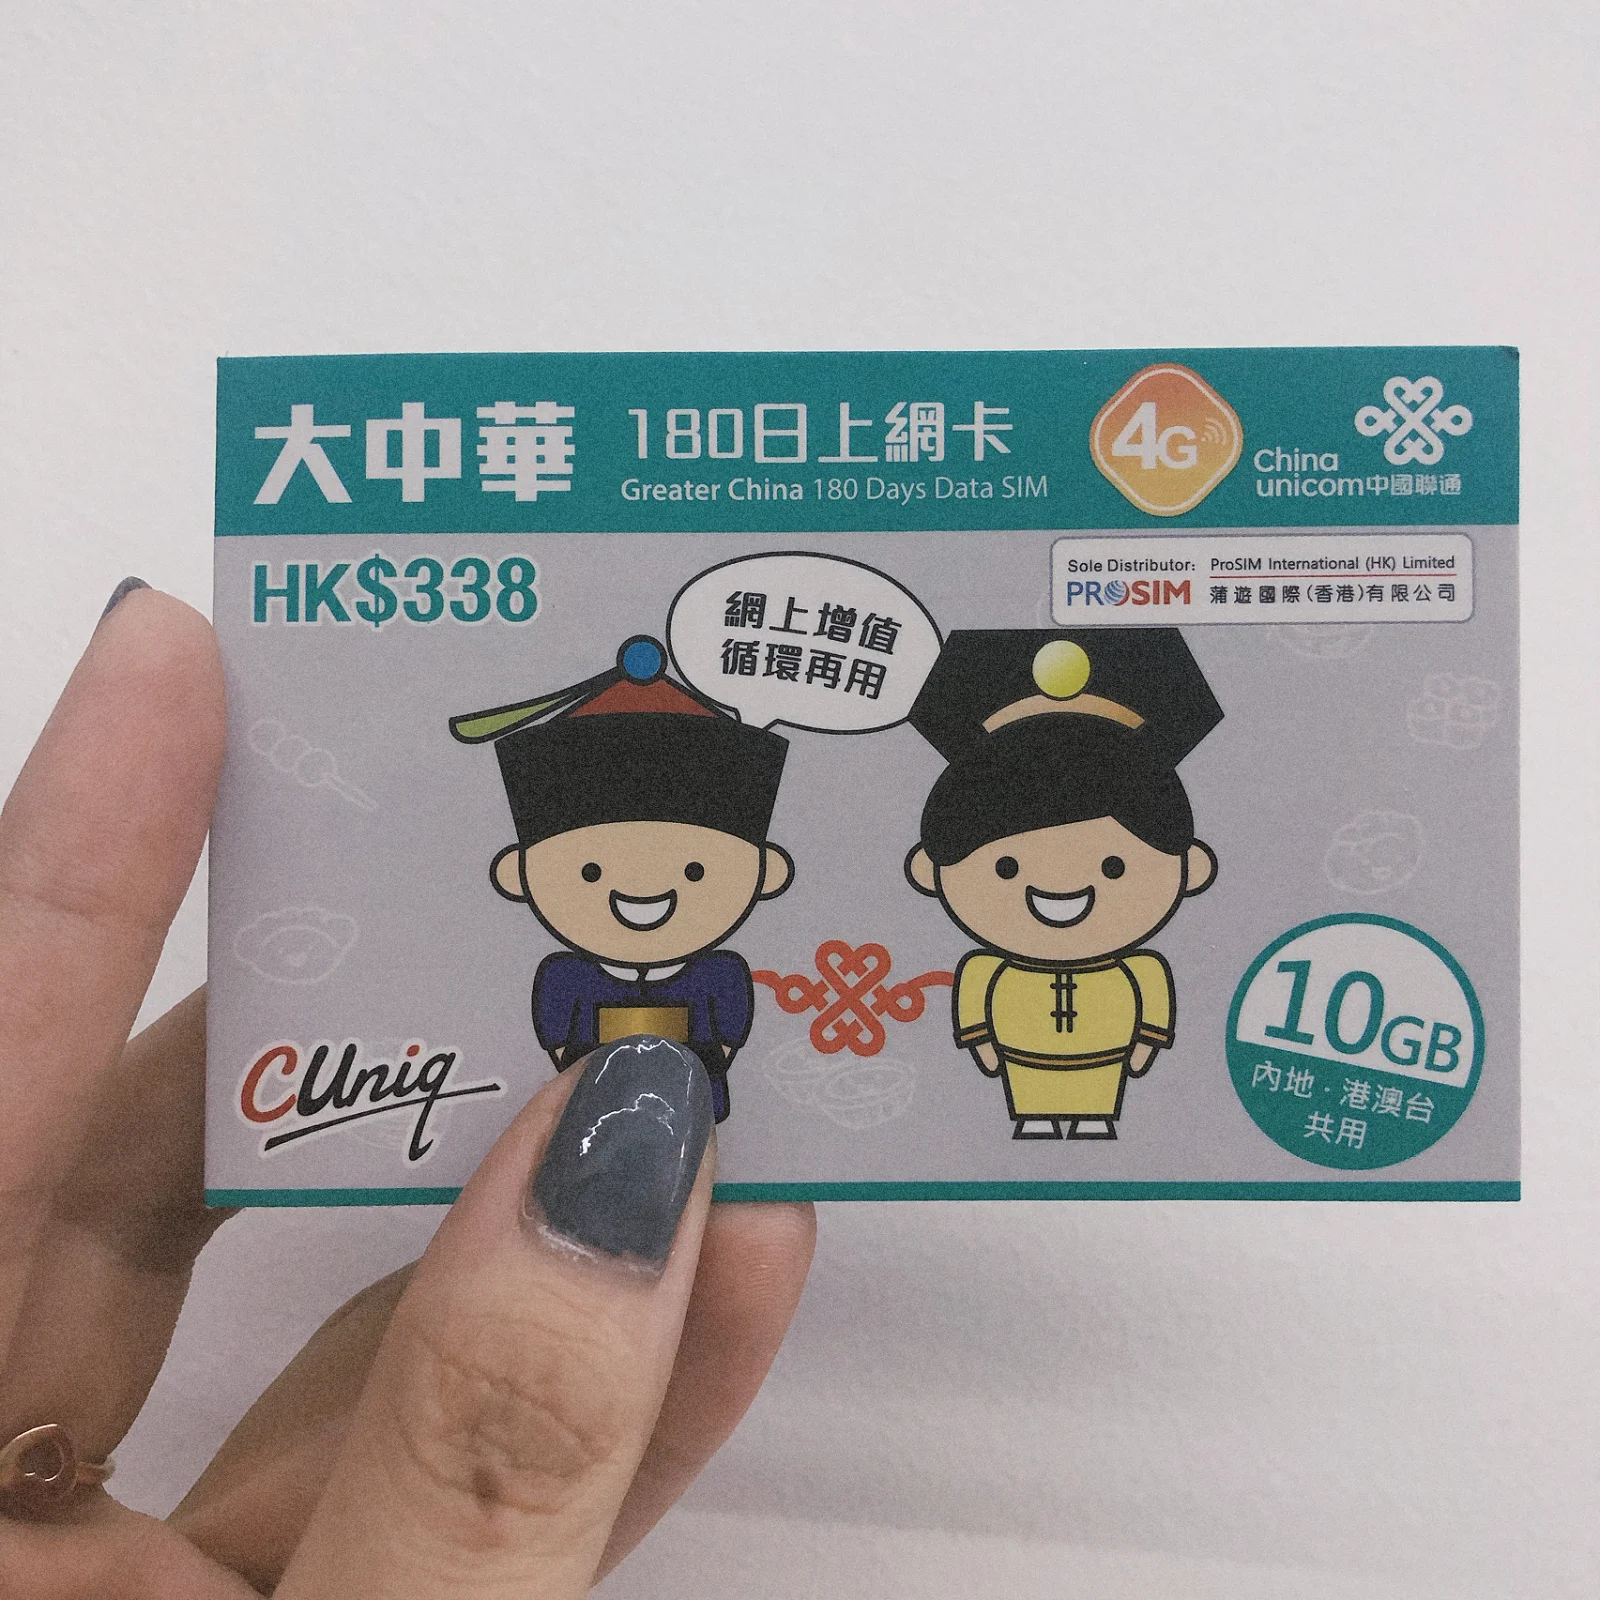 大中華
180日上網卡
Greater China 180 Days Data SIM
4G
China
unicom中國聯通
HK$338
Sole Distributor: ProSIM International (HK) Limited
PROSIM 蒲遊國際(香港)有限公司
網上增值
循環再用
CUniq
10GB
內地·港澳台
共用